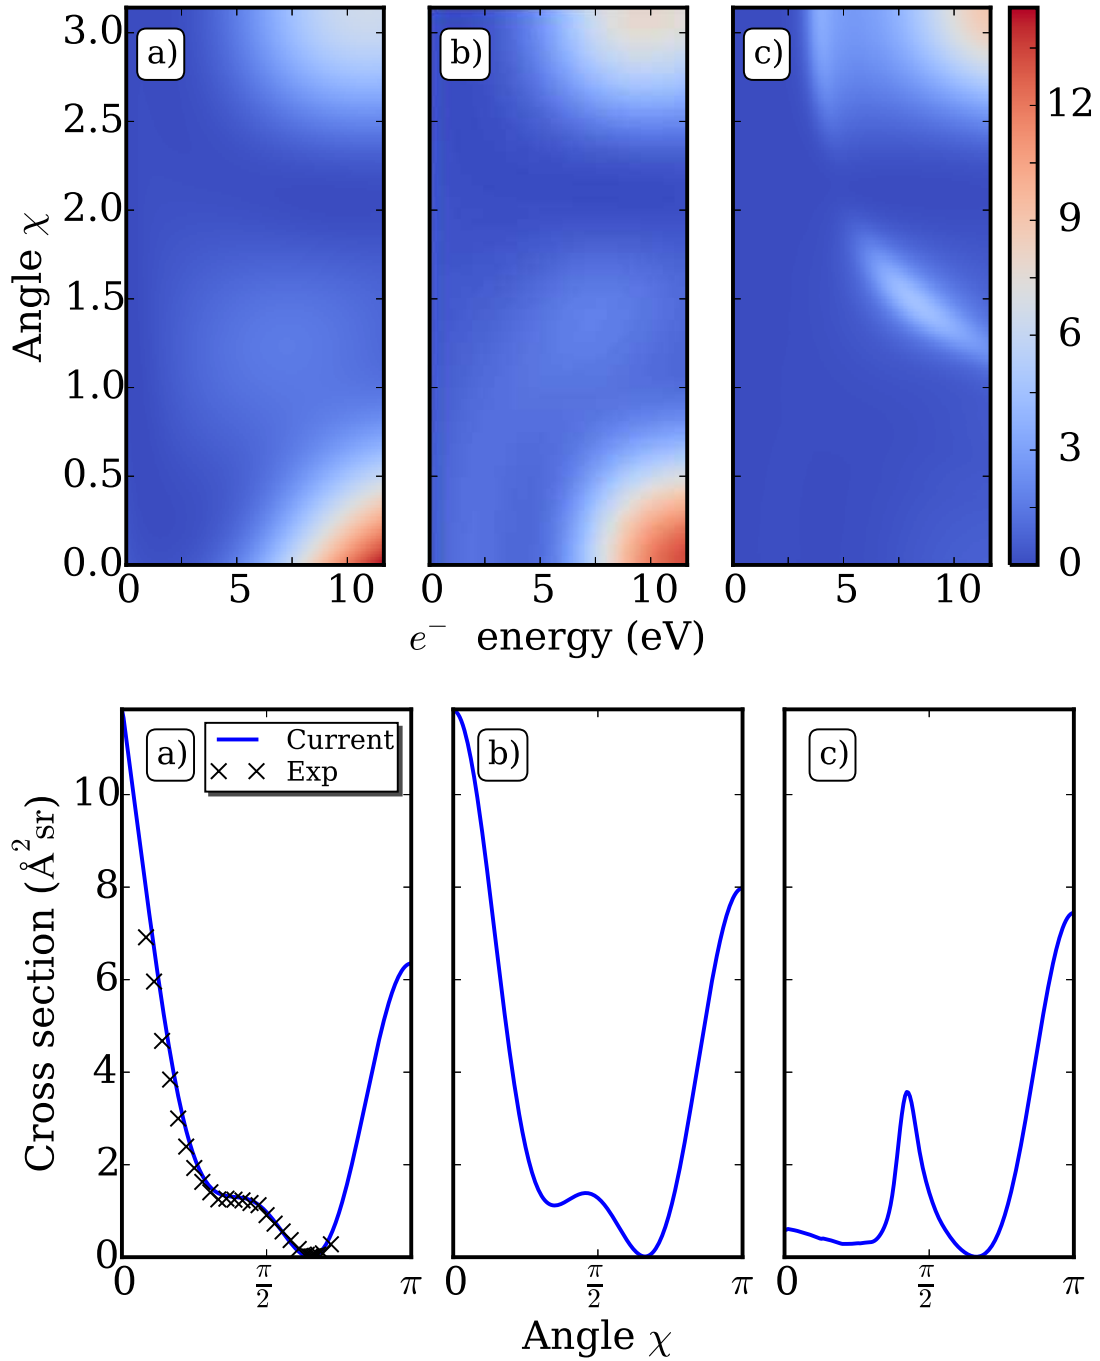 a)
b)
c)
3.0
2.5
2.0
1.5
1.0
0.5
0.0
Angle χ
0 5 10
0 5 10
0 5 10
e⁻ energy (eV)
12
9
6
3
0
a)
Current
Exp
b)
c)
10
8
6
4
2
0
Cross section (Å²sr)
0 π/2 π
0 π/2 π
0 π/2 π
Angle χ